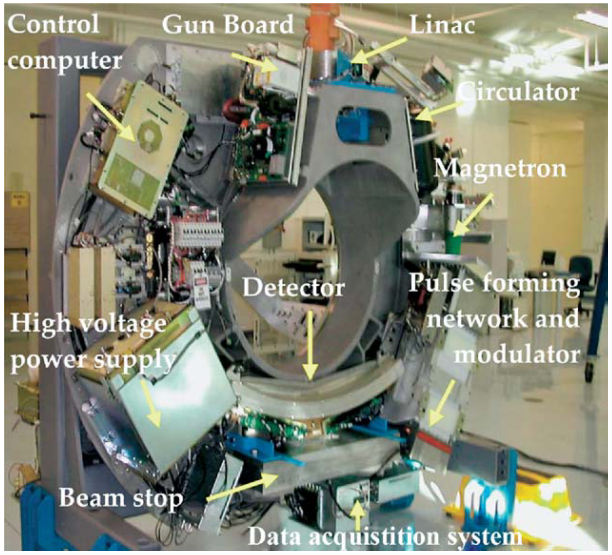 Control
computer
Gun Board
Linac
Circulator
Magnetron
Detector
Pulse forming
network and
modulator
High voltage
power supply
Beam stop
Data acquistition system